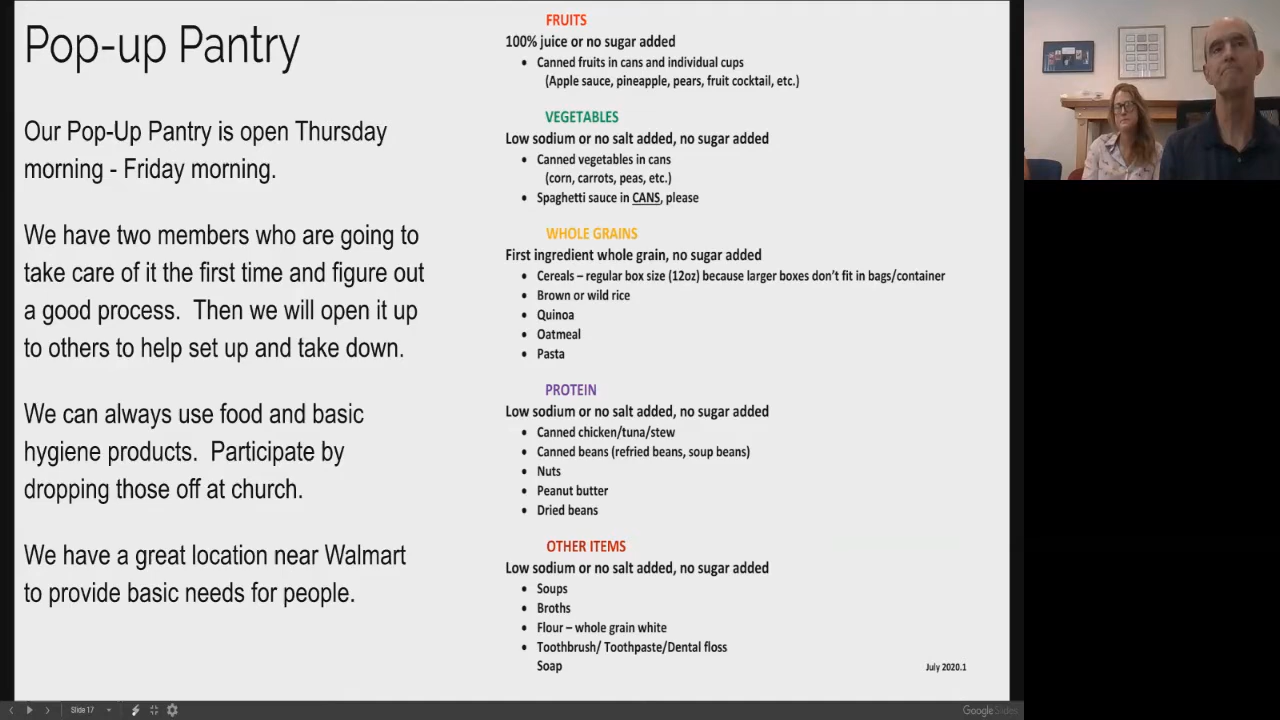 Pop-up Pantry
Our Pop-Up Pantry is open Thursday
morning - Friday morning.
We have two members who are going to
take care of it the first time and figure out
a good process.  Then we will open it up
to others to help set up and take down.
We can always use food and basic
hygiene products.  Participate by
dropping those off at church.
We have a great location near Walmart
to provide basic needs for people.
FRUITS
100% juice or no sugar added
• Canned fruits in cans and individual cups
(Apple sauce, pineapple, pears, fruit cocktail, etc.)
VEGETABLES
Low sodium or no salt added, no sugar added
• Canned vegetables in cans
(corn, carrots, peas, etc.)
• Spaghetti sauce in CANS, please
WHOLE GRAINS
First ingredient whole grain, no sugar added
• Cereals – regular box size (12oz) because larger boxes don't fit in bags/container
• Brown or wild rice
• Quinoa
• Oatmeal
• Pasta
PROTEIN
Low sodium or no salt added, no sugar added
• Canned chicken/tuna/stew
• Canned beans (refried beans, soup beans)
• Nuts
• Peanut butter
• Dried beans
OTHER ITEMS
Low sodium or no salt added, no sugar added
• Soups
• Broths
• Flour – whole grain white
• Toothbrush/ Toothpaste/Dental floss
Soap
July 2020.1
Slide 17
Google Slides